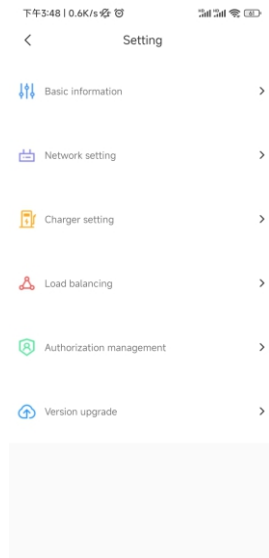 下午3:48 | 0.6K/s
Setting
Basic information
Network setting
Charger setting
Load balancing
Authorization management
Version upgrade